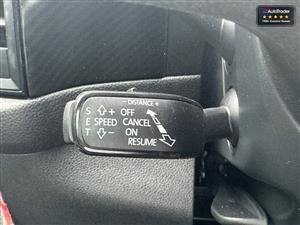 AutoTrader
- DISTANCE +
S + OFF
E SPEED CANCEL
T - ON
RESUME